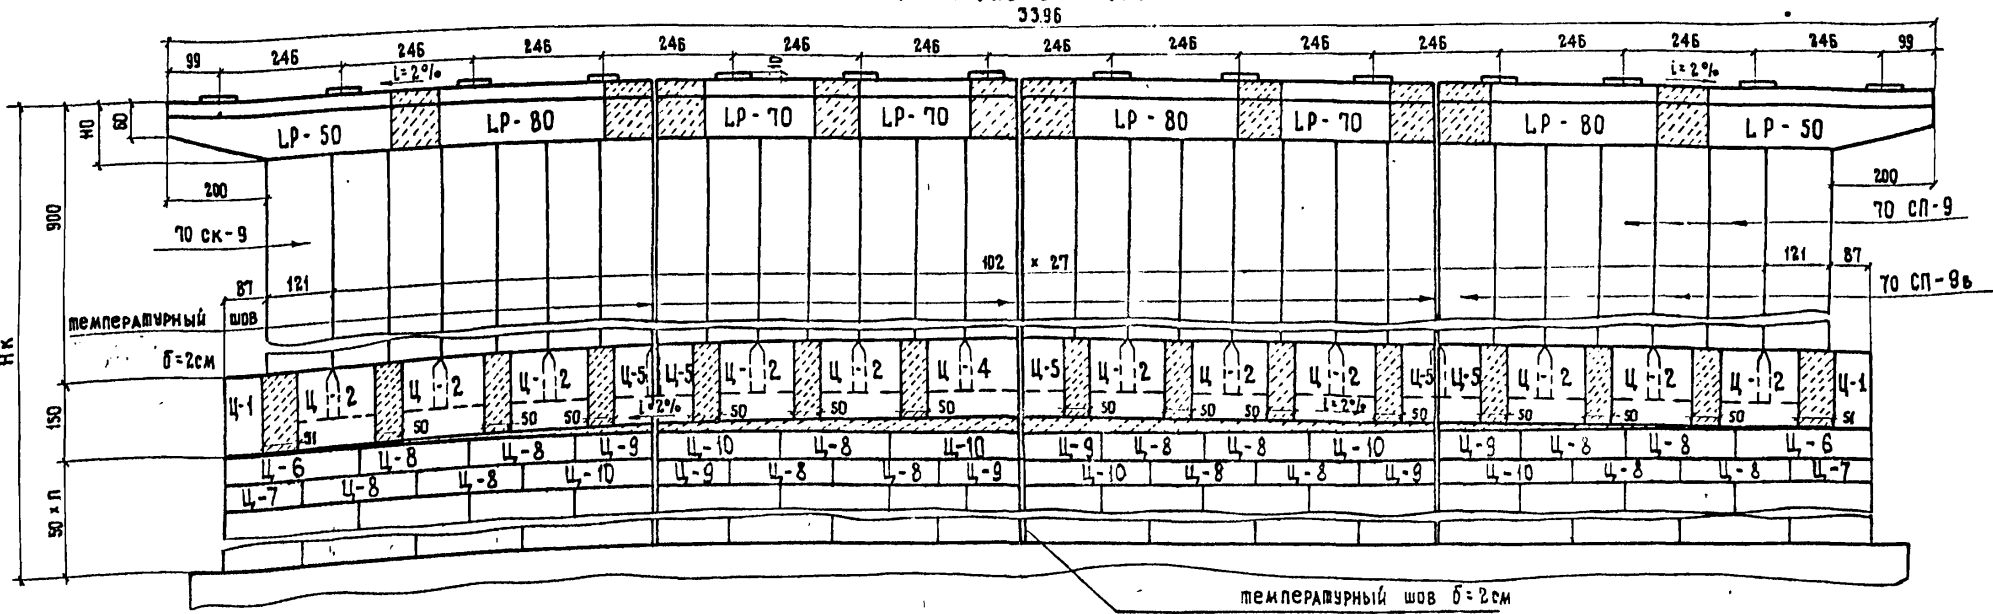 3396
99 246 246 246 246 246 246 246 246 246 246 246 246 246 99
i=2% 10 i=2%
LP-50 LP-80 LP-70 LP-70 LP-80 LP-70 LP-80 LP-50
110 60
200 200
900
70 СК-9 70 СП-9
102 × 27
87 121 121 87
70 СП-9в
температурный шов
δ=2см
НК
Ц-1 Ц-2 Ц-2 Ц-2 Ц-5 Ц-5 Ц-2 Ц-2 Ц-4 Ц-5 Ц-2 Ц-2 Ц-2 Ц-5 Ц-5 Ц-2 Ц-2 Ц-2 Ц-1
150
i=2% i=2%
51 50 50 50 50 50 50 50 50 50 50 50 50 50 51
Ц-6 Ц-8 Ц-8 Ц-9 Ц-10 Ц-8 Ц-10 Ц-9 Ц-8 Ц-8 Ц-10 Ц-9 Ц-8 Ц-8 Ц-6
Ц-7 Ц-8 Ц-8 Ц-10 Ц-9 Ц-8 Ц-8 Ц-9 Ц-10 Ц-8 Ц-8 Ц-9 Ц-10 Ц-8 Ц-8 Ц-7
50 × п
температурный шов δ=2см